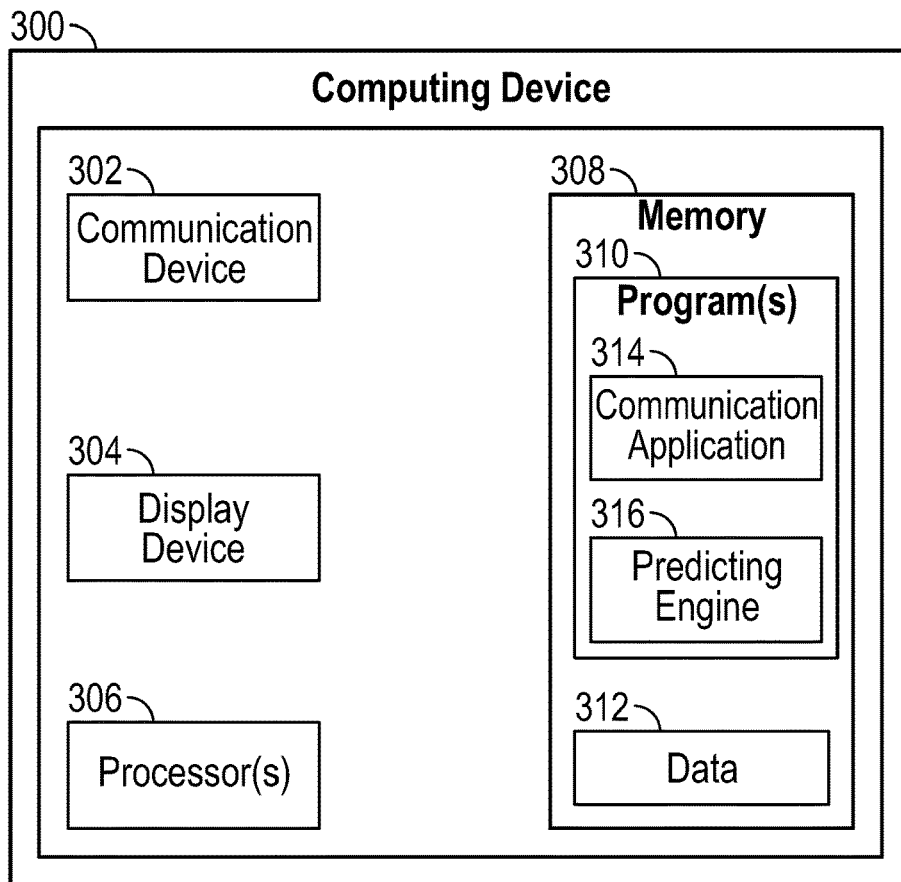 300
Computing Device
302
Communication
Device
304
Display
Device
306
Processor(s)
308
Memory
310
Program(s)
314
Communication
Application
316
Predicting
Engine
312
Data